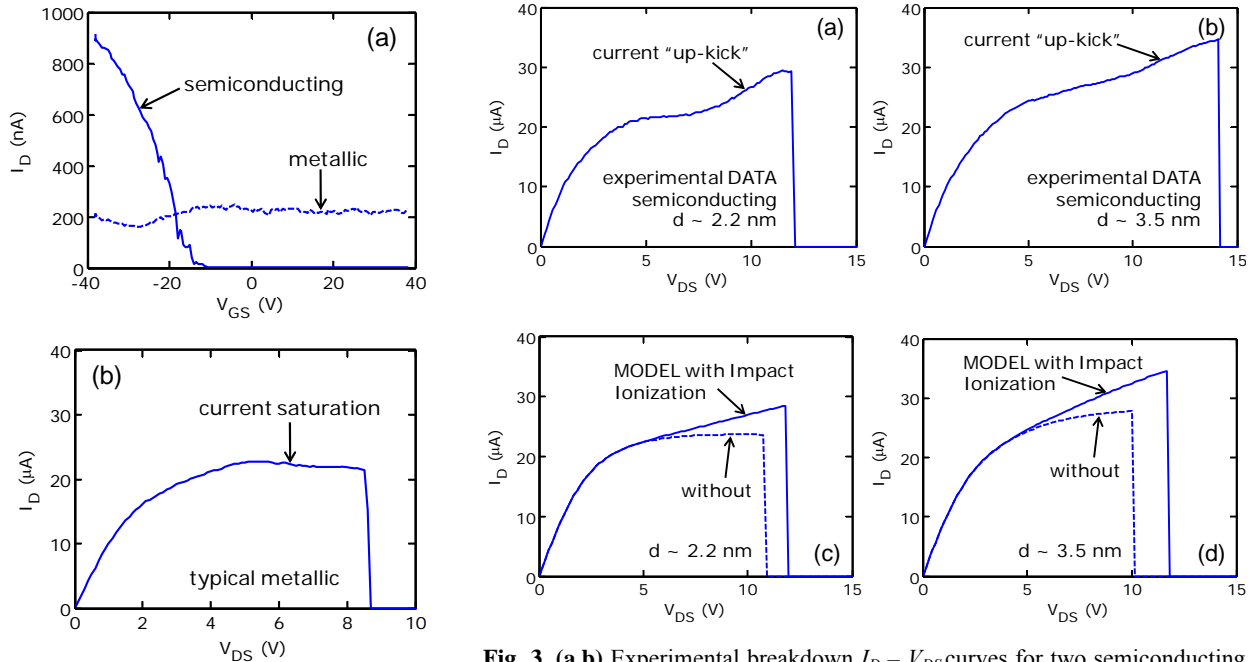 1000
800
600
400
200
0
I_D (nA)
(a)
semiconducting
metallic
-40 -20 0 20 40
V_GS (V)
40
30
20
10
0
I_D (μA)
(b)
current saturation
typical metallic
0 2 4 6 8 10
V_DS (V)
40
30
20
10
0
I_D (μA)
(a)
current "up-kick"
experimental DATA
semiconducting
d ~ 2.2 nm
0 5 10 15
V_DS (V)
40
30
20
10
0
I_D (μA)
(b)
current "up-kick"
experimental DATA
semiconducting
d ~ 3.5 nm
0 5 10 15
V_DS (V)
40
30
20
10
0
I_D (μA)
MODEL with Impact
Ionization
without
d ~ 2.2 nm
(c)
0 5 10 15
V_DS (V)
40
30
20
10
0
I_D (μA)
MODEL with Impact
Ionization
without
d ~ 3.5 nm
(d)
0 5 10 15
V_DS (V)
Fig. 3. (a,b) Experimental breakdown I_D – V_DS curves for two semiconducting